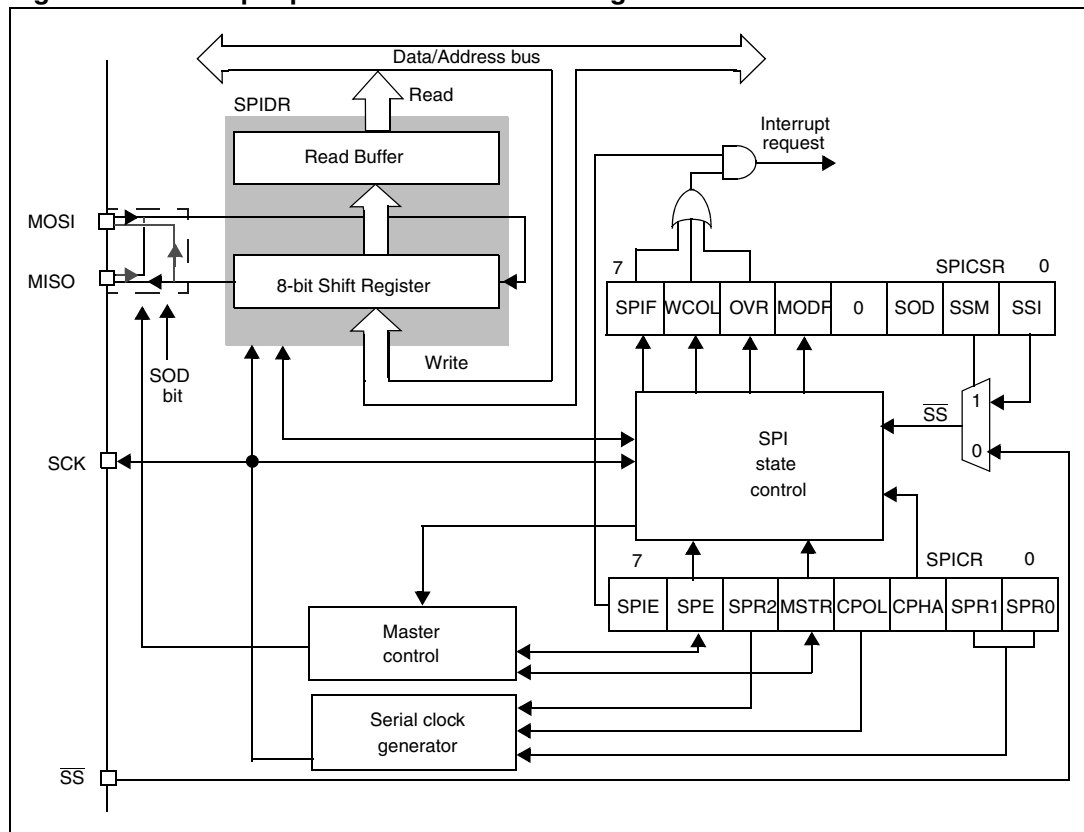 Data/Address bus
Read
SPIDR
Read Buffer
Interrupt
request
MOSI
MISO
8-bit Shift Register
7
SPICSR
0
SPIF
WCOL
OVR
MODF
0
SOD
SSM
SSI
Write
SOD
bit
1
SS
0
SPI
state
control
SCK
7
SPICR
0
SPIE
SPE
SPR2
MSTR
CPOL
CPHA
SPR1
SPR0
Master
control
Serial clock
generator
SS